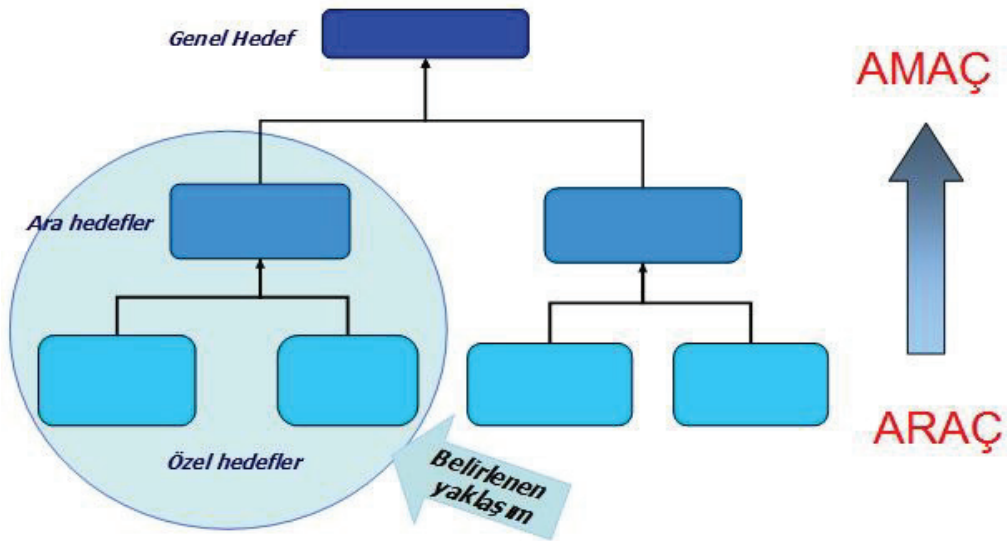 Genel Hedef
AMAÇ
Ara hedefler
ARAÇ
Özel hedefler
Belirlenen
yaklaşım